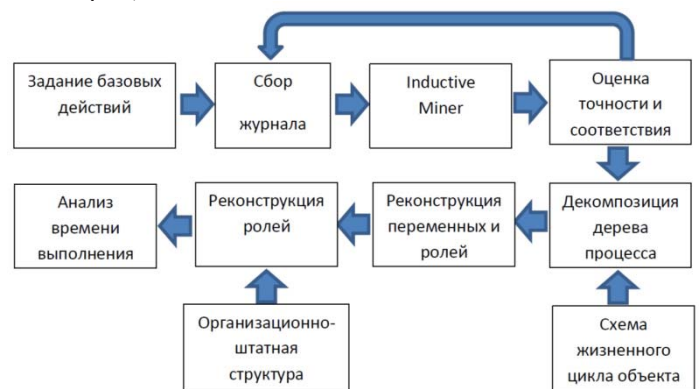 Задание базовых
действий
Сбор
журнала
Inductive
Miner
Оценка
точности и
соответствия
Анализ
времени
выполнения
Реконструкция
ролей
Реконструкция
переменных и
ролей
Декомпозиция
дерева
процесса
Организационно-
штатная
структура
Схема
жизненного
цикла объекта